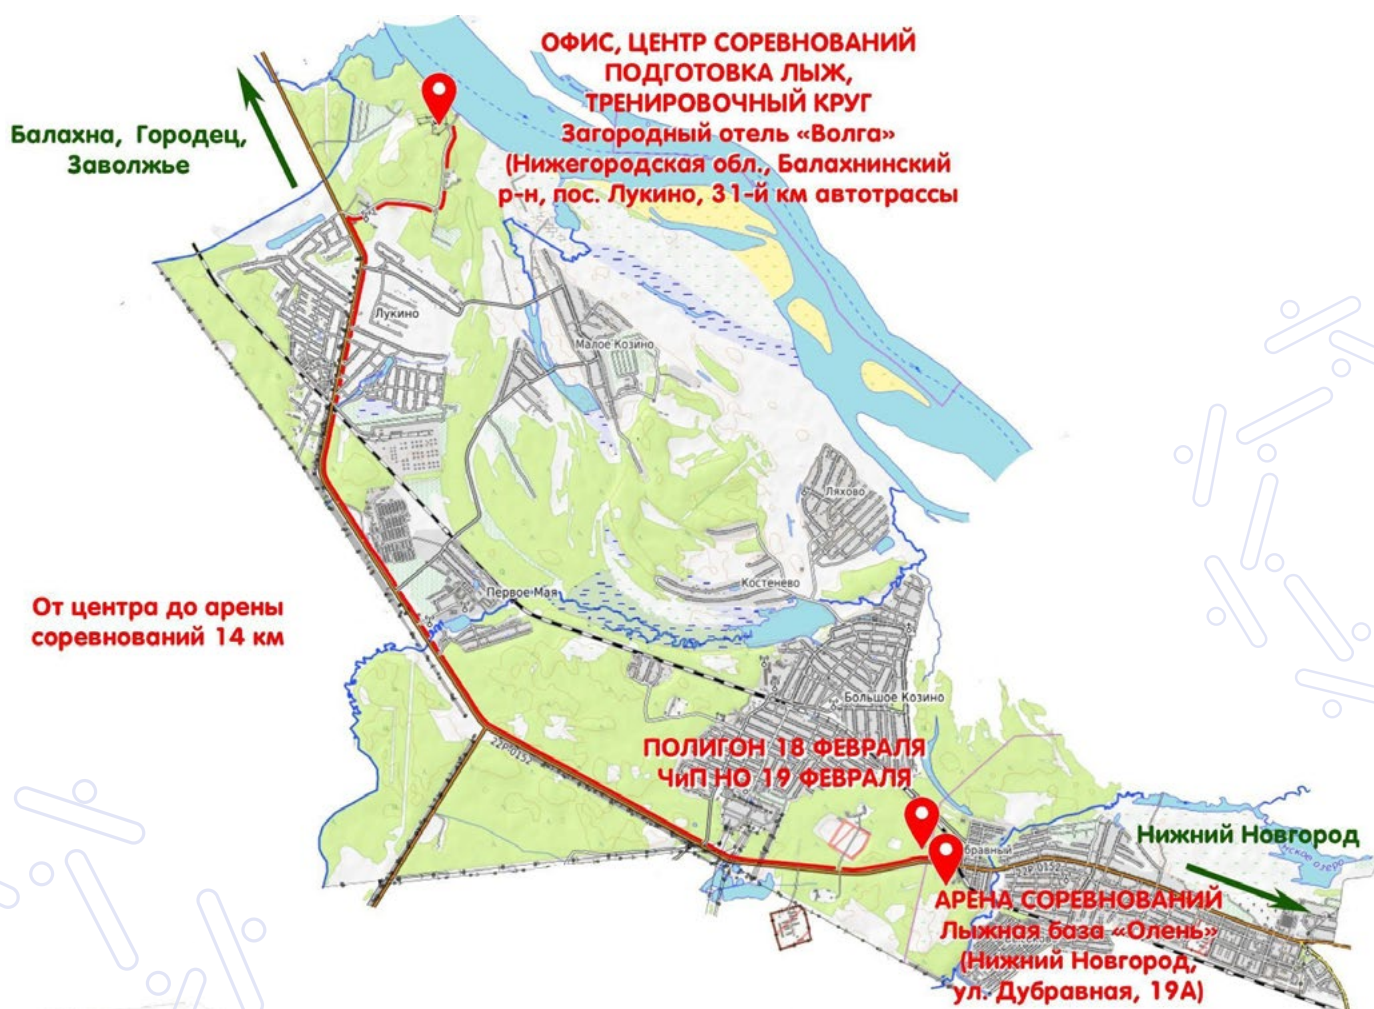 ОФИС, ЦЕНТР СОРЕВНОВАНИЙ
ПОДГОТОВКА ЛЫЖ,
ТРЕНИРОВОЧНЫЙ КРУГ
Загородный отель «Волга»
(Нижегородская обл., Балахнинский
р-н, пос. Лукино, 31-й км автотрассы
Балахна, Городец,
Заволжье
Лукино
Малое Козино
Ляхово
Костенево
Первое Мая
От центра до арены
соревнований 14 км
Большое Козино
22Р-0152
ПОЛИГОН 18 ФЕВРАЛЯ
ЧиП НО 19 ФЕВРАЛЯ
Нижний Новгород
бравный
22Р-0152
АРЕНА СОРЕВНОВАНИЙ
Лыжная база «Олень»
(Нижний Новгород,
ул. Дубравная, 19А)